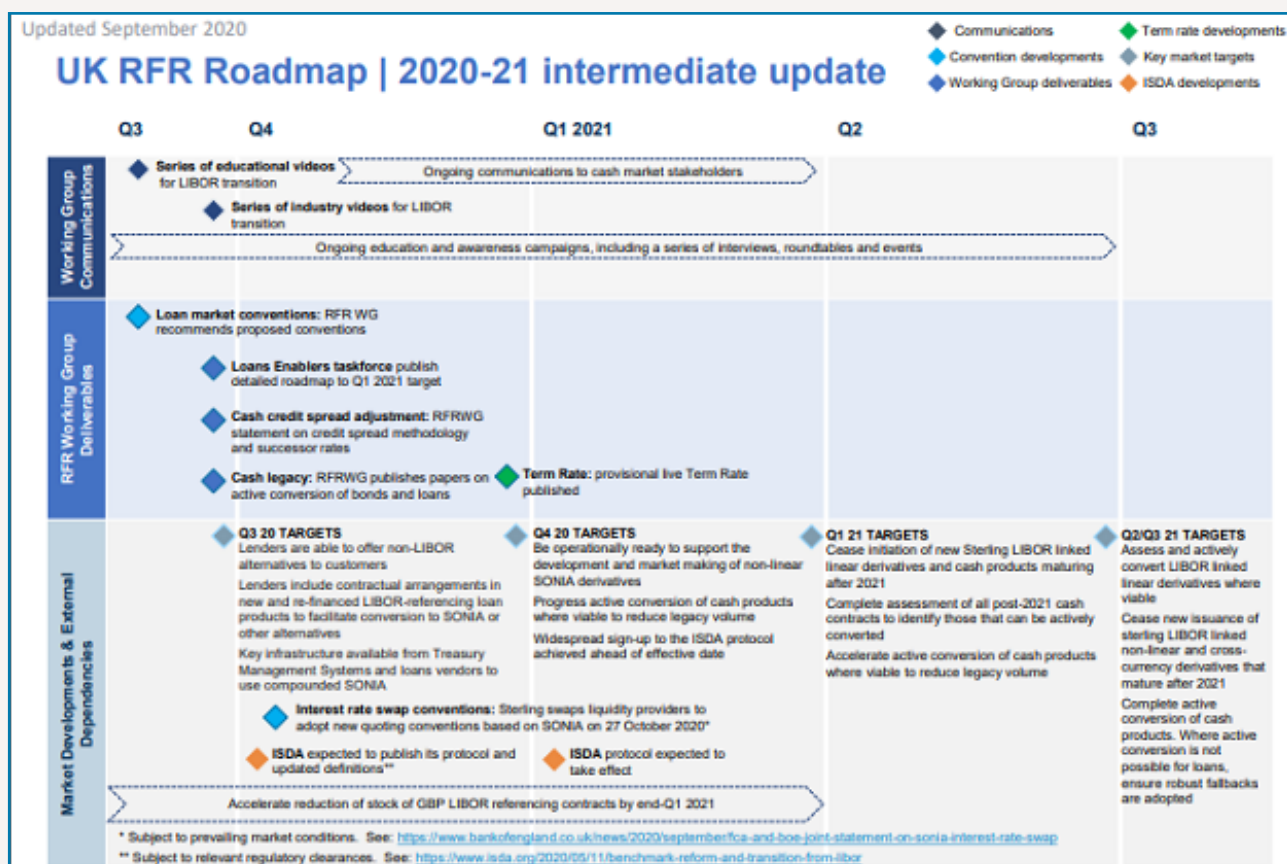 Updated September 2020
UK RFR Roadmap | 2020-21 intermediate update
Communications
Convention developments
Working Group deliverables
Term rate developments
Key market targets
ISDA developments
Q3
Q4
Q1 2021
Q2
Q3
Working Group
Communications
Series of educational videos
for LIBOR transition
Ongoing communications to cash market stakeholders
Series of industry videos for LIBOR
transition
Ongoing education and awareness campaigns, including a series of interviews, roundtables and events
RFR Working Group
Deliverables
Loan market conventions: RFR WG
recommends proposed conventions
Loans Enablers taskforce publish
detailed roadmap to Q1 2021 target
Cash credit spread adjustment: RFRWG
statement on credit spread methodology
and successor rates
Cash legacy: RFRWG publishes papers on
active conversion of bonds and loans
Term Rate: provisional live Term Rate
published
Market Developments & External
Dependencies
Q3 20 TARGETS
Lenders are able to offer non-LIBOR
alternatives to customers
Lenders include contractual arrangements in
new and re-financed LIBOR-referencing loan
products to facilitate conversion to SONIA or
other alternatives
Key infrastructure available from Treasury
Management Systems and loans vendors to
use compounded SONIA
Q4 20 TARGETS
Be operationally ready to support the
development and market making of non-linear
SONIA derivatives
Progress active conversion of cash products
where viable to reduce legacy volume
Widespread sign-up to the ISDA protocol
achieved ahead of effective date
Q1 21 TARGETS
Cease initiation of new Sterling LIBOR linked
linear derivatives and cash products maturing
after 2021
Complete assessment of all post-2021 cash
contracts to identify those that can be actively
converted
Accelerate active conversion of cash products
where viable to reduce legacy volume
Q2/Q3 21 TARGETS
Assess and actively
convert LIBOR linked
linear derivatives where
viable
Cease new issuance of
sterling LIBOR linked
non-linear and cross-
currency derivatives that
mature after 2021
Complete active
conversion of cash
products. Where active
conversion is not
possible for loans,
ensure robust fallbacks
are adopted
Interest rate swap conventions: Sterling swaps liquidity providers to
adopt new quoting conventions based on SONIA on 27 October 2020*
ISDA expected to publish its protocol and
updated definitions**
ISDA protocol expected to
take effect
Accelerate reduction of stock of GBP LIBOR referencing contracts by end-Q1 2021
* Subject to prevailing market conditions. See: https://www.bankofengland.co.uk/news/2020/september/fca-and-boe-joint-statement-on-sonia-interest-rate-swap
** Subject to relevant regulatory clearances. See: https://www.isda.org/2020/05/11/benchmark-reform-and-transition-from-libor